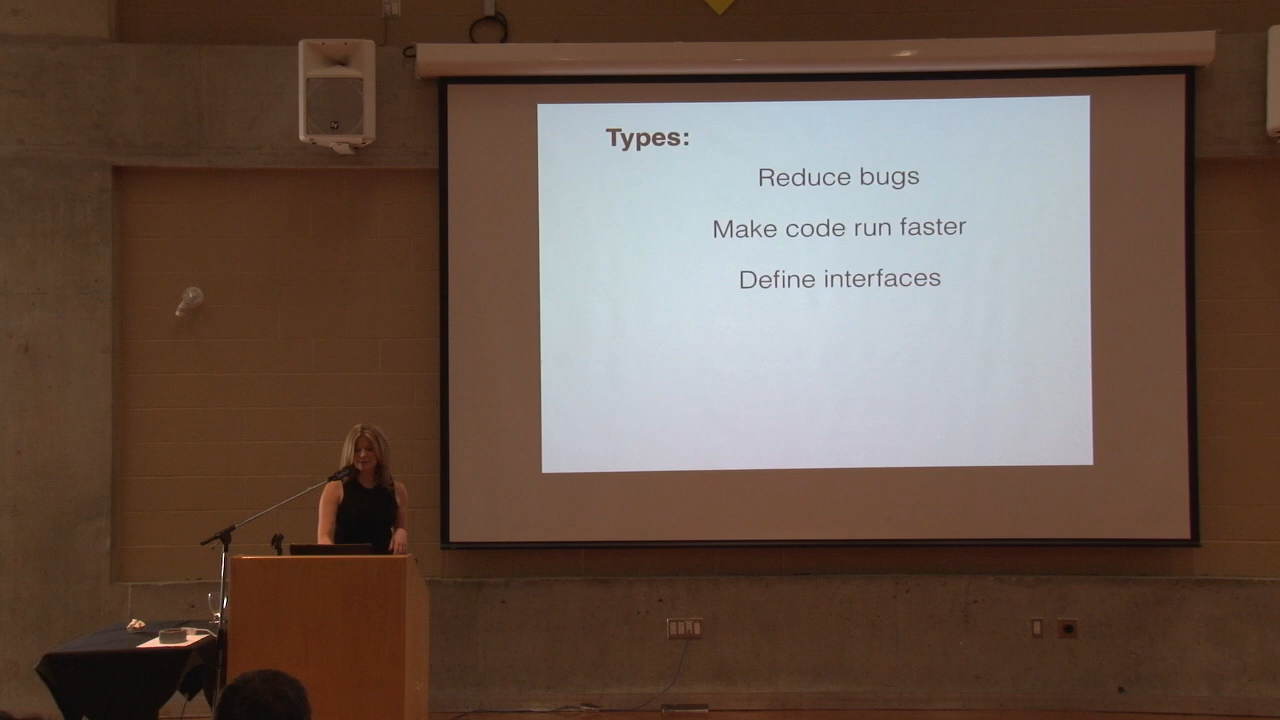 Types:
Reduce bugs
Make code run faster
Define interfaces